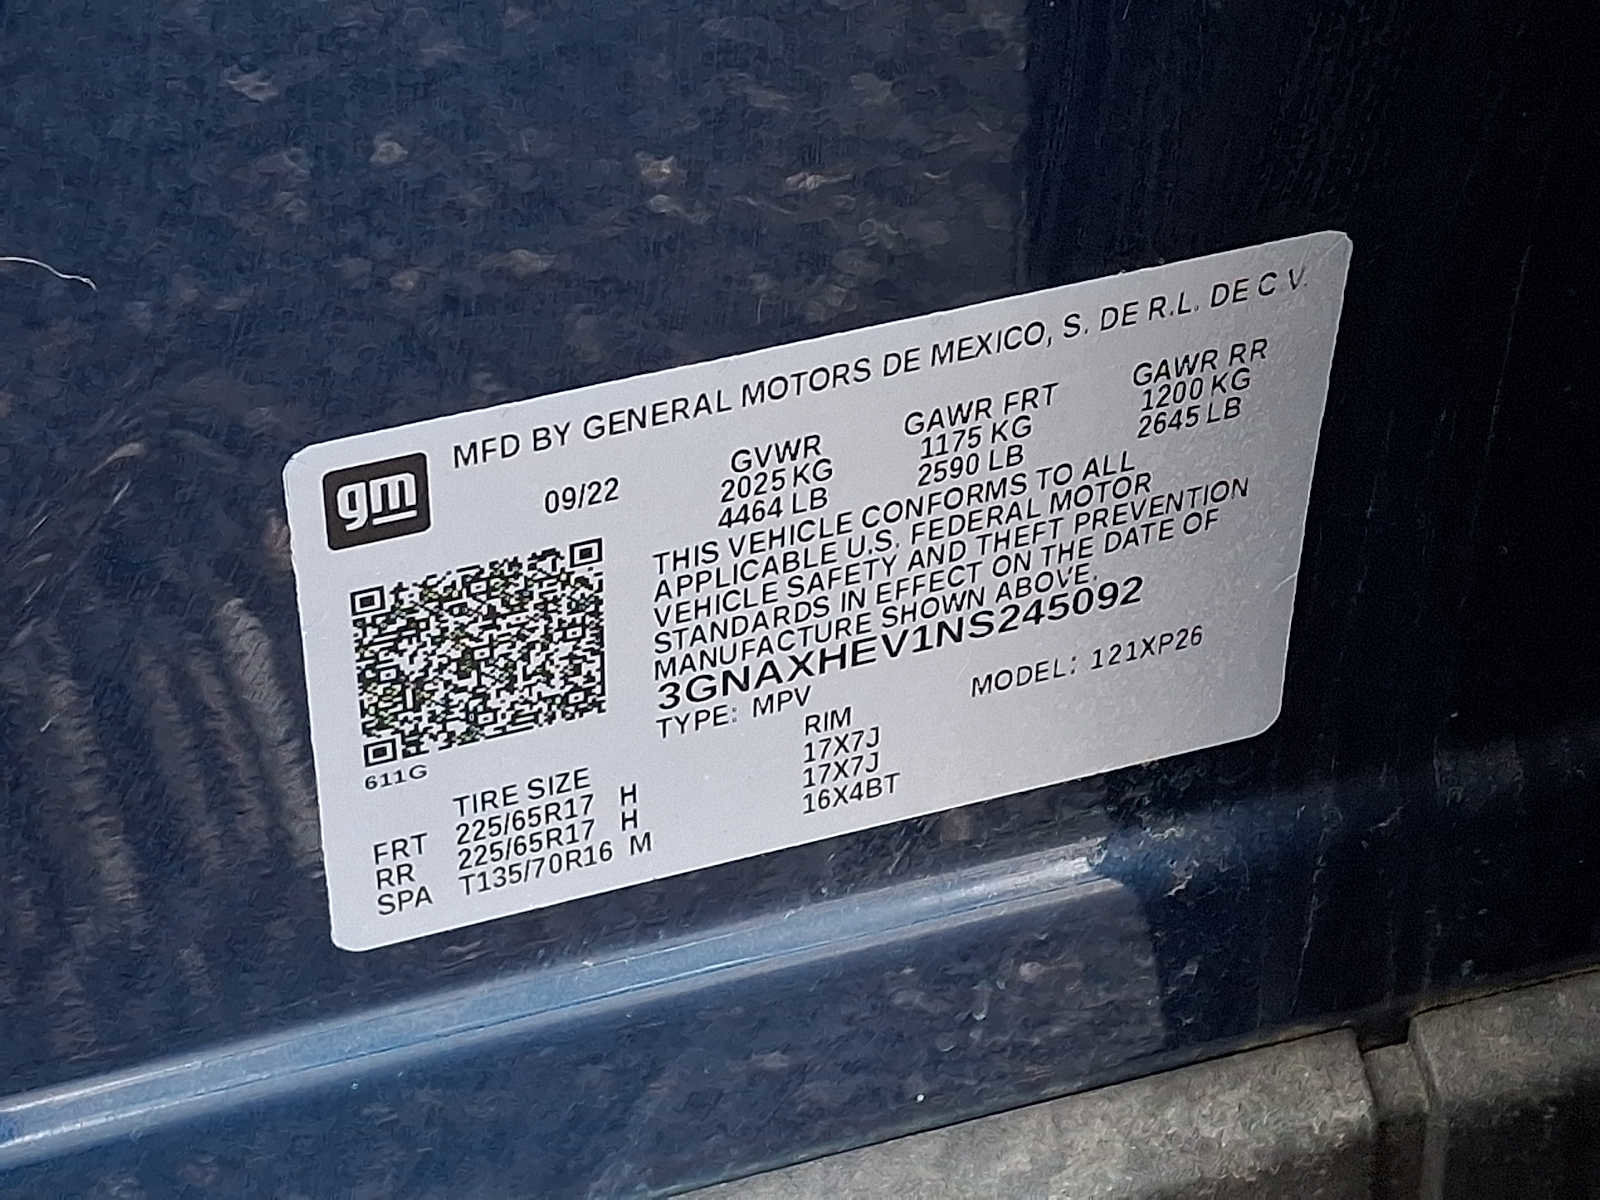 MFD BY GENERAL MOTORS DE MEXICO, S. DE R.L. DE C V.
gm
09/22
GVWR GAWR FRT GAWR RR
2025 KG 1175 KG 1200 KG
4464 LB 2590 LB 2645 LB
THIS VEHICLE CONFORMS TO ALL
APPLICABLE U.S. FEDERAL MOTOR
VEHICLE SAFETY AND THEFT PREVENTION
STANDARDS IN EFFECT ON THE DATE OF
MANUFACTURE SHOWN ABOVE.
3GNAXHEV1NS245092
TYPE: MPV MODEL: 121XP26
611G
TIRE SIZE RIM
FRT 225/65R17 H 17X7J
RR 225/65R17 H 17X7J
SPA T135/70R16 M 16X4BT